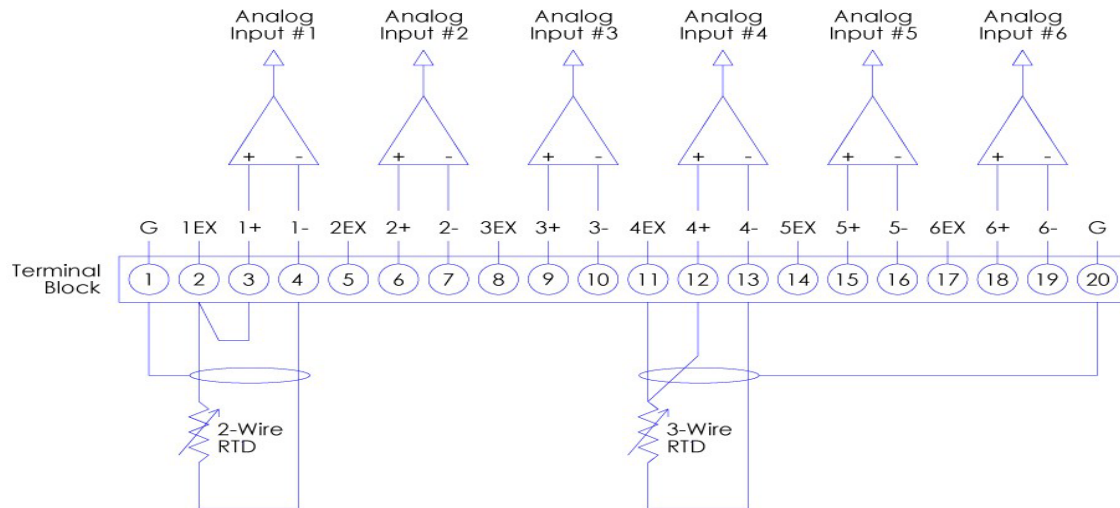 Analog Input #1
Analog Input #2
Analog Input #3
Analog Input #4
Analog Input #5
Analog Input #6
+ - + - + - + - + - + -
G 1EX 1+ 1- 2EX 2+ 2- 3EX 3+ 3- 4EX 4+ 4- 5EX 5+ 5- 6EX 6+ 6- G
Terminal Block
1 2 3 4 5 6 7 8 9 10 11 12 13 14 15 16 17 18 19 20
2-Wire RTD
3-Wire RTD